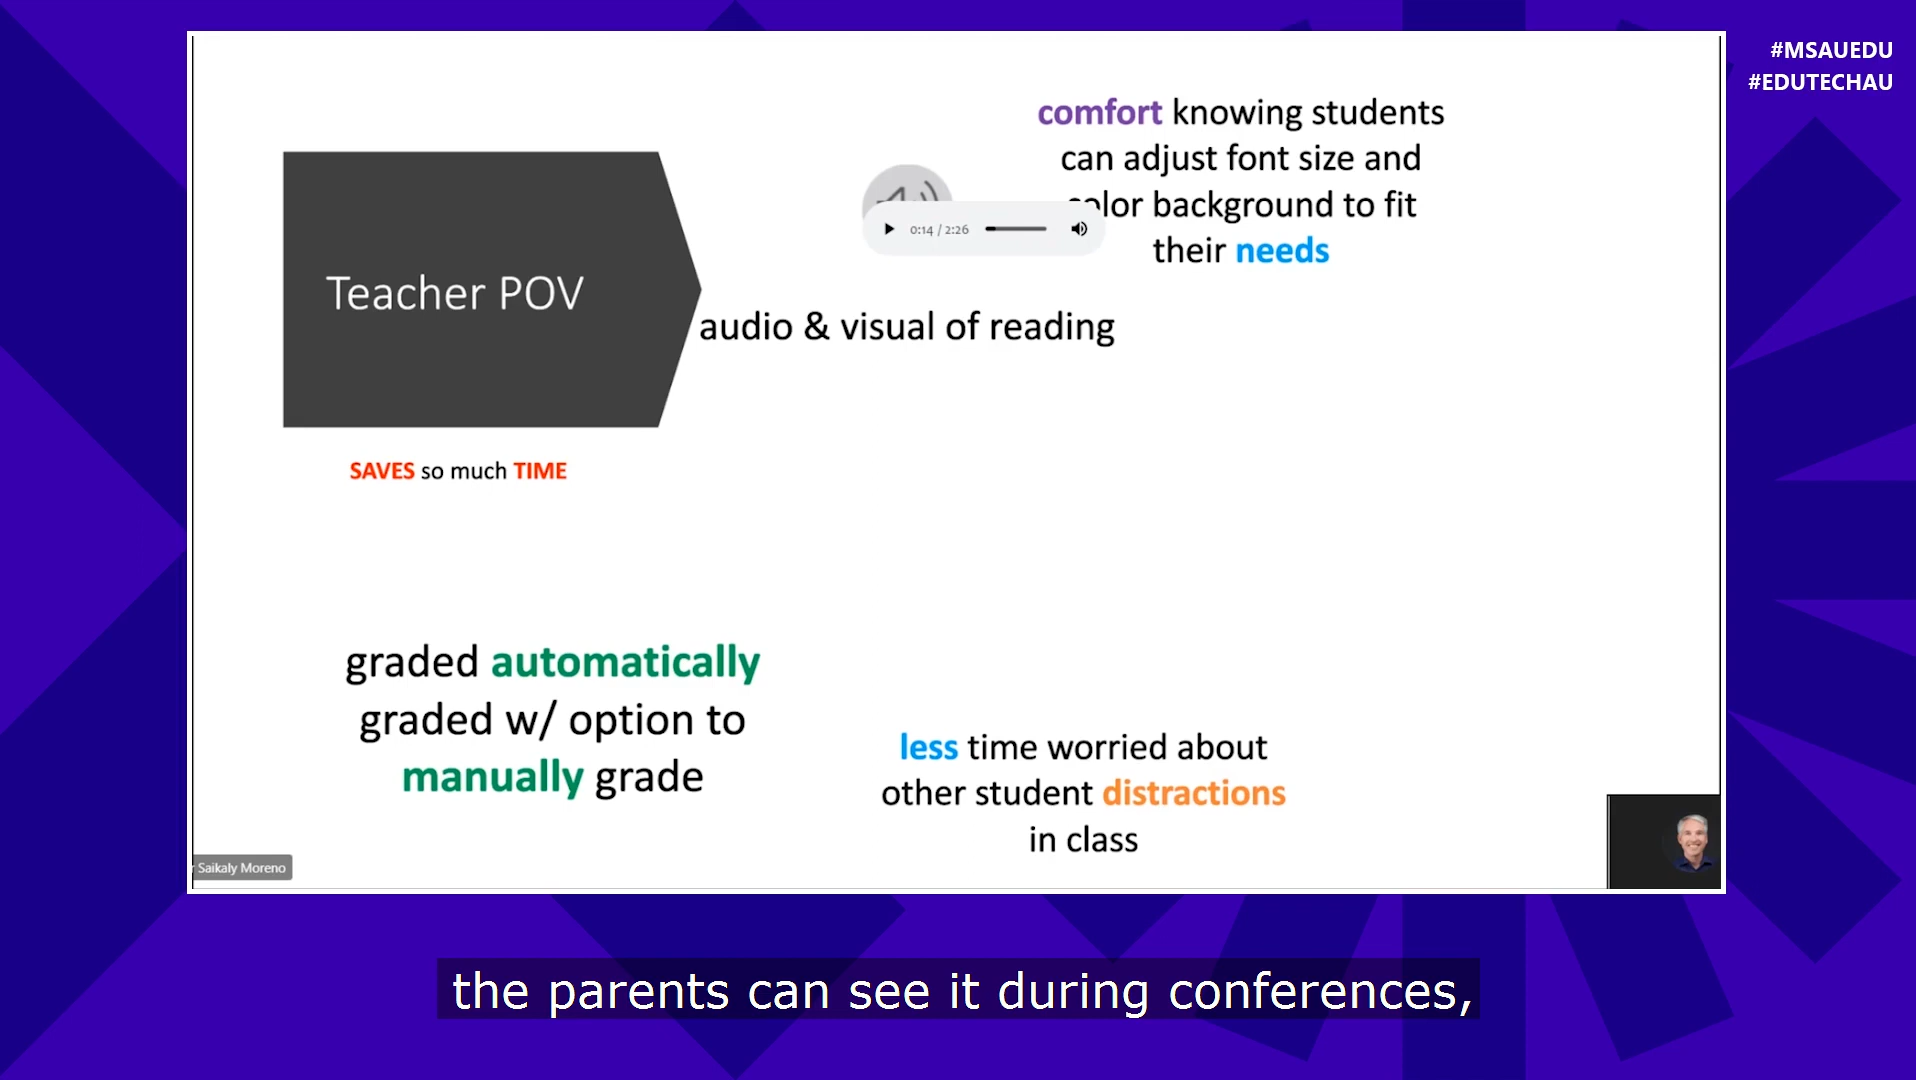 #MSAUEDU
#EDUTECHAU
comfort knowing students
can adjust font size and
color background to fit
their needs
0:14 / 2:26
Teacher POV
audio & visual of reading
SAVES so much TIME
graded automatically
graded w/ option to
manually grade
less time worried about
other student distractions
in class
Saikaly Moreno
the parents can see it during conferences,